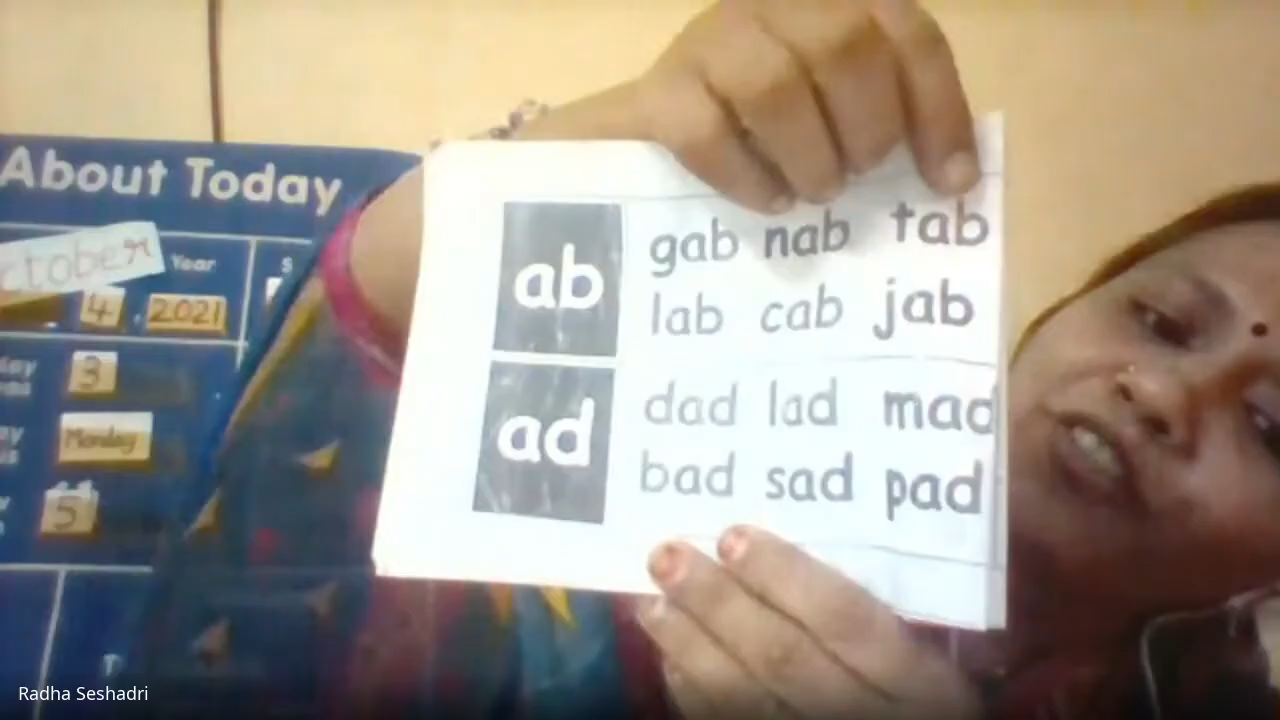 About Today
ctober
Year
S
4
2021
3
Monday
5
ab
gab nab tab
lab cab jab
ad
dad lad mad
bad sad pad
Radha Seshadri